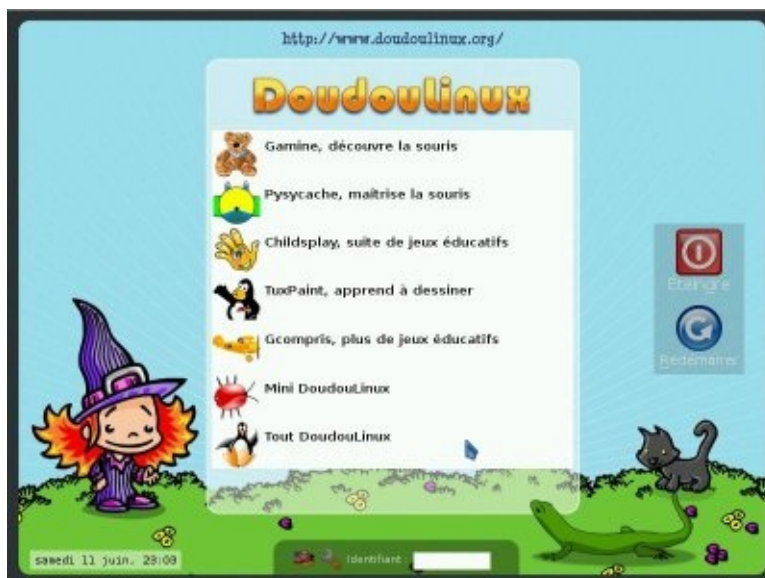 http://www.doudoulinux.org/
DoudouLinux
Gamine, découvre la souris
Pysycache, maîtrise la souris
Childsplay, suite de jeux éducatifs
TuxPaint, apprend à dessiner
Gcompris, plus de jeux éducatifs
Mini DoudouLinux
Tout DoudouLinux
Eteindre
Redémarrer
samedi 11 juin. 23:03
Identifiant